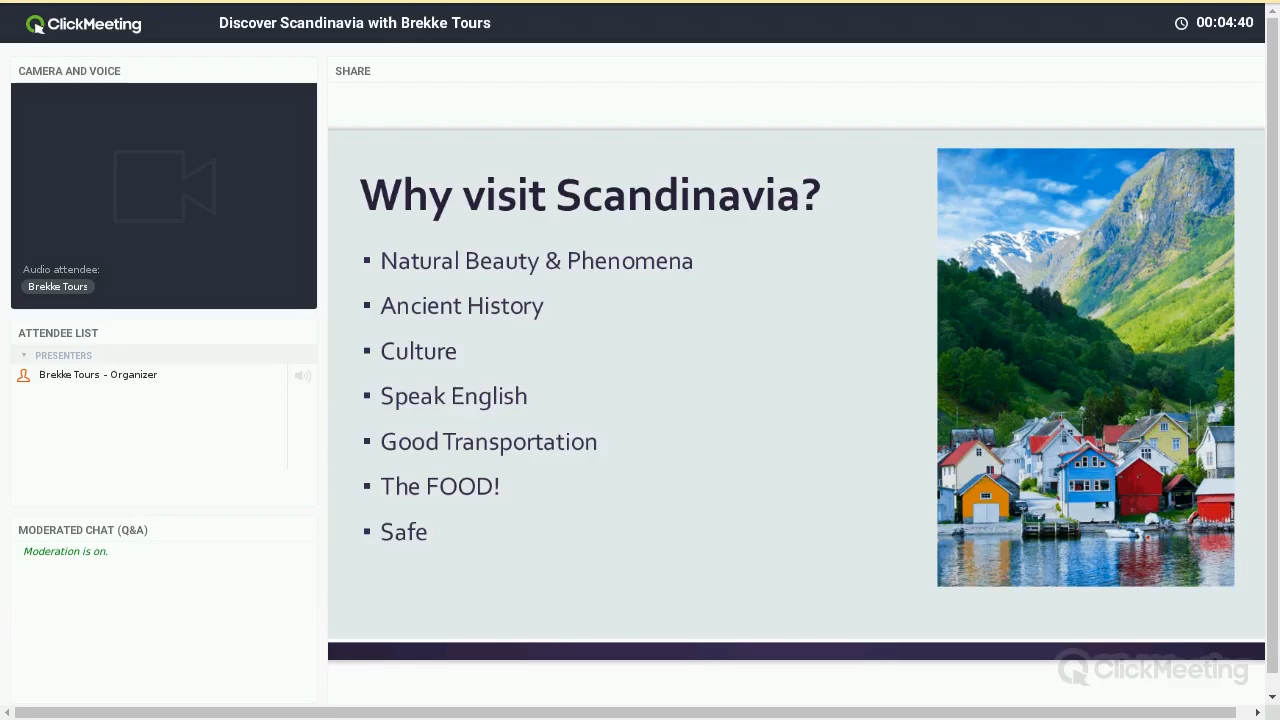 ClickMeeting
Discover Scandinavia with Brekke Tours
00:04:40
CAMERA AND VOICE
Audio attendee:
Brekke Tours
ATTENDEE LIST
PRESENTERS
Brekke Tours - Organizer
MODERATED CHAT (Q&A)
Moderation is on.
SHARE
Why visit Scandinavia?
Natural Beauty & Phenomena
Ancient History
Culture
Speak English
Good Transportation
The FOOD!
Safe
ClickMeeting